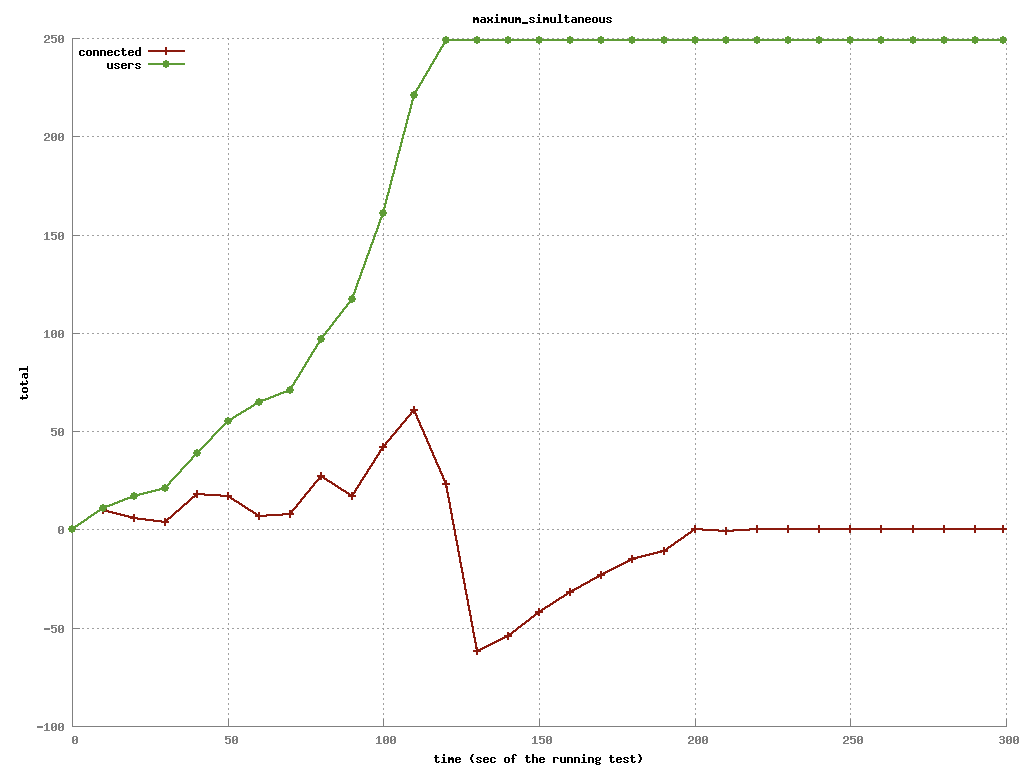 maximum_simultaneous
250
connected
users
200
150
100
total
50
0
-50
-100
0 50 100 150 200 250 300
time (sec of the running test)